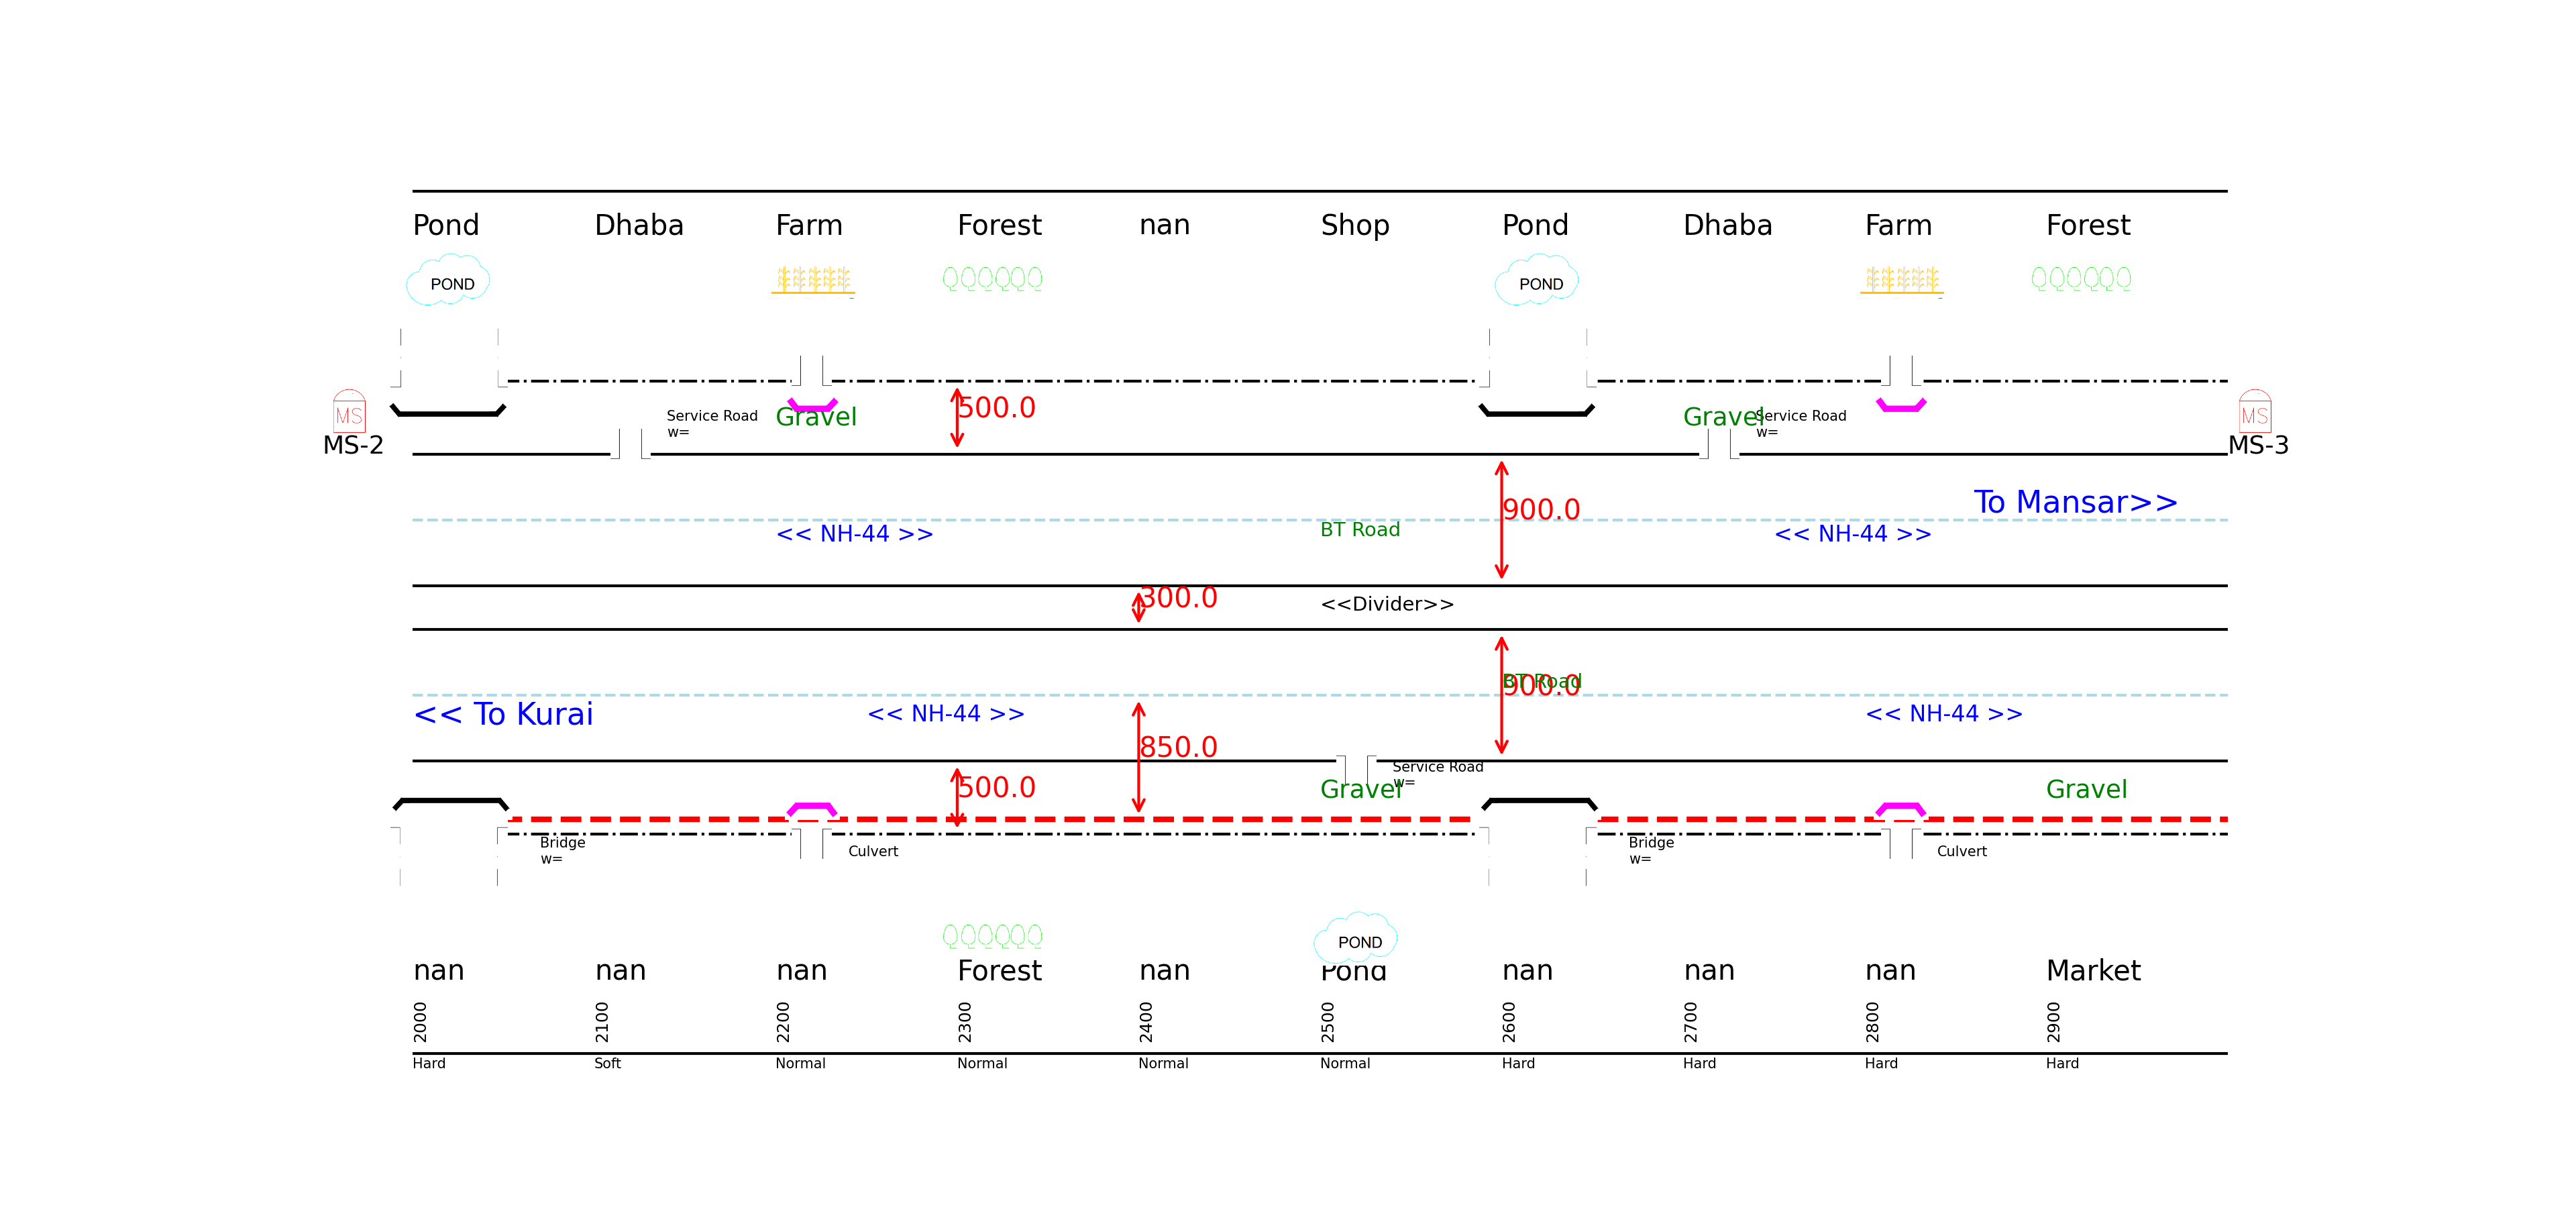 Pond Dhaba Farm Forest nan Shop Pond Dhaba Farm Forest
POND POND
MS MS
MS-2 MS-3
Service Road
w=
Gravel
500.0
Gravel
Service Road
w=
To Mansar>>
900.0
<< NH-44 >>
BT Road
<< NH-44 >>
300.0
<<Divider>>
BT Road
900.0
<< To Kurai
<< NH-44 >>
<< NH-44 >>
850.0
Service Road
w=
500.0
Gravel
Gravel
Bridge
w=
Culvert
Bridge
w=
Culvert
POND
nan nan nan Forest nan Pond nan nan nan Market
2000 2100 2200 2300 2400 2500 2600 2700 2800 2900
Hard Soft Normal Normal Normal Normal Hard Hard Hard Hard